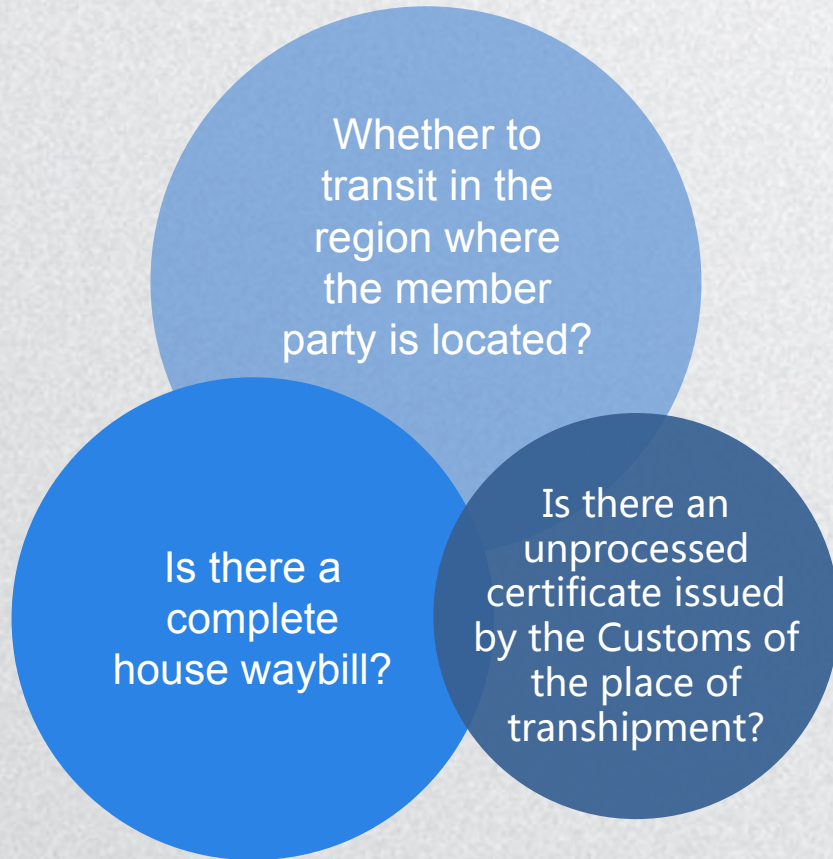 Whether to
transit in the
region where
the member
party is located?
Is there a
complete
house waybill?
Is there an
unprocessed
certificate issued
by the Customs of
the place of
transhipment?